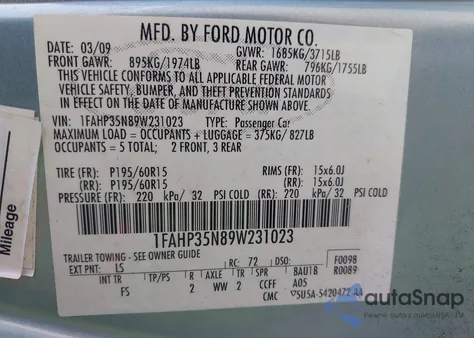 MFD. BY FORD MOTOR CO.
DATE: 03/09 GVWR: 1685KG/3715LB
FRONT GAWR: 895KG/1974LB REAR GAWR: 796KG/1755LB
THIS VEHICLE CONFORMS TO ALL APPLICABLE FEDERAL MOTOR
VEHICLE SAFETY, BUMPER, AND THEFT PREVENTION STANDARDS
IN EFFECT ON THE DATE OF MANUFACTURE SHOWN ABOVE.
VIN: 1FAHP35N89W231023 TYPE: Passenger Car
MAXIMUM LOAD = OCCUPANTS + LUGGAGE = 375KG/ 827LB
OCCUPANTS = 5 TOTAL; 2 FRONT, 3 REAR
TIRE (FR): P195/60R15 RIMS (FR): 15x6.0J
(RR) P195/60R15 (RR): 15x6.0J
PRESSURE (FR): 220 kPa/ 32 PSI COLD (RR): 220 kPa/ 32 PSI COLD
1FAHP35N89W231023
TRAILER TOWING - SEE OWNER GUIDE
EXT PNT: LS RC: 72 DSO: F0098
INT TR TP/PS R AXLE TR SPR 8AU18 R0089
FS 2 WW 2 CCFF A05
CMC 5U5A-5420472-AA
Mileage
autoSnap